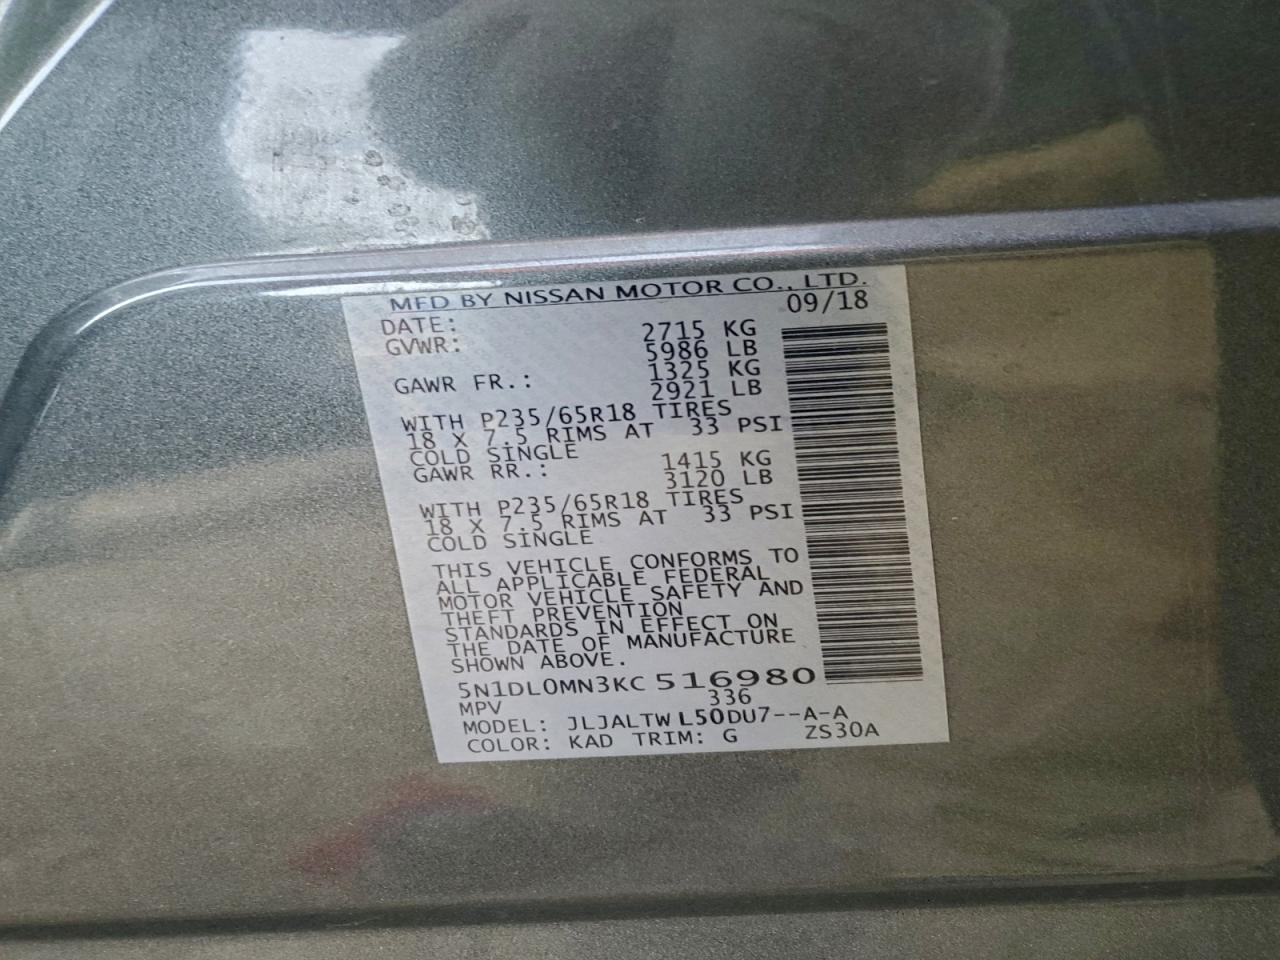 MFD BY NISSAN MOTOR CO., LTD.
DATE: 09/18
GVWR: 2715 KG
5986 LB
GAWR FR.: 1325 KG
2921 LB
WITH P235/65R18 TIRES
18 X 7.5 RIMS AT 33 PSI
COLD SINGLE
GAWR RR.: 1415 KG
3120 LB
WITH P235/65R18 TIRES
18 X 7.5 RIMS AT 33 PSI
COLD SINGLE
THIS VEHICLE CONFORMS TO
ALL APPLICABLE FEDERAL
MOTOR VEHICLE SAFETY AND
THEFT PREVENTION
STANDARDS IN EFFECT ON
THE DATE OF MANUFACTURE
SHOWN ABOVE.
5N1DL0MN3KC 516980
MPV 336
MODEL: JLJALTWL50DU7--A-A
COLOR: KAD TRIM: G ZS30A